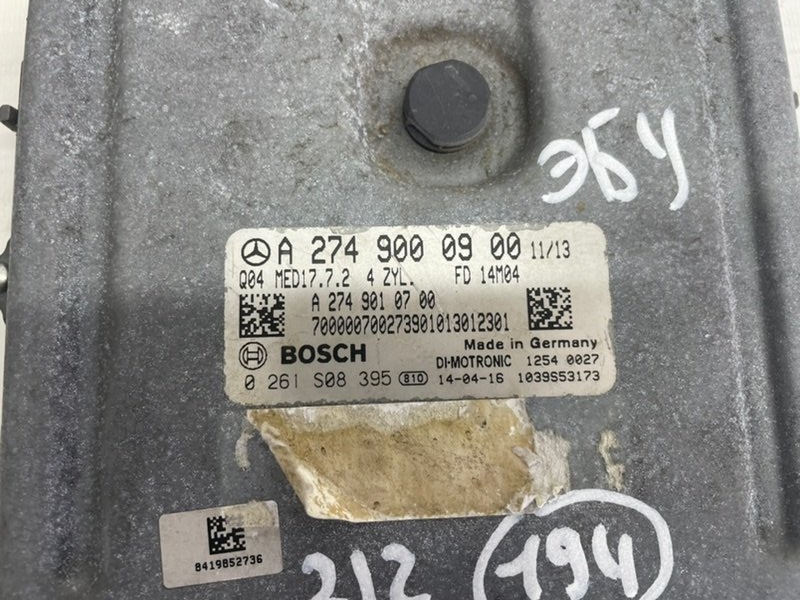 ЭБУ
A 274 900 09 00 11/13
Q04 MED17.7.2 4 ZYL. FD 14M04
A 274 901 07 00
700000700273901013012301
Made in Germany
BOSCH DI-MOTRONIC 1254 0027
0 261 S08 395 810 14-04-16 1039S53173
8419852736
212 194